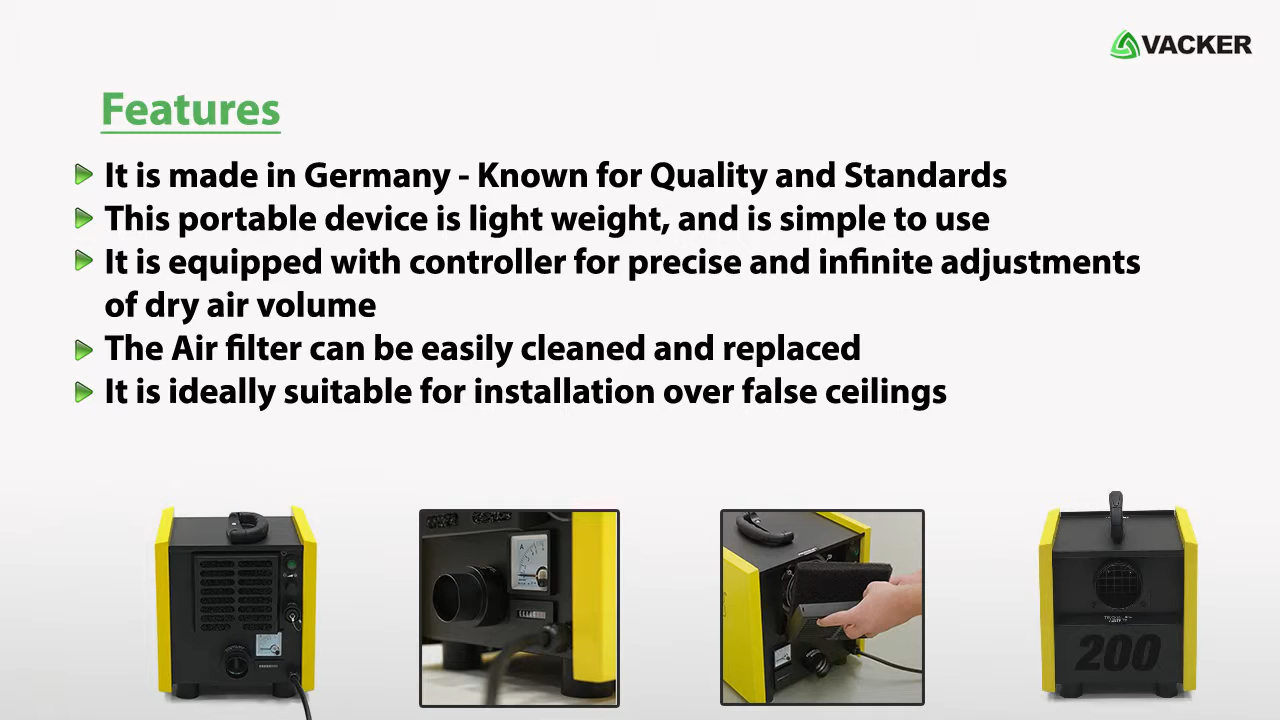 VACKER
Features
It is made in Germany - Known for Quality and Standards
This portable device is light weight, and is simple to use
It is equipped with controller for precise and infinite adjustments
of dry air volume
The Air filter can be easily cleaned and replaced
It is ideally suitable for installation over false ceilings
A
200